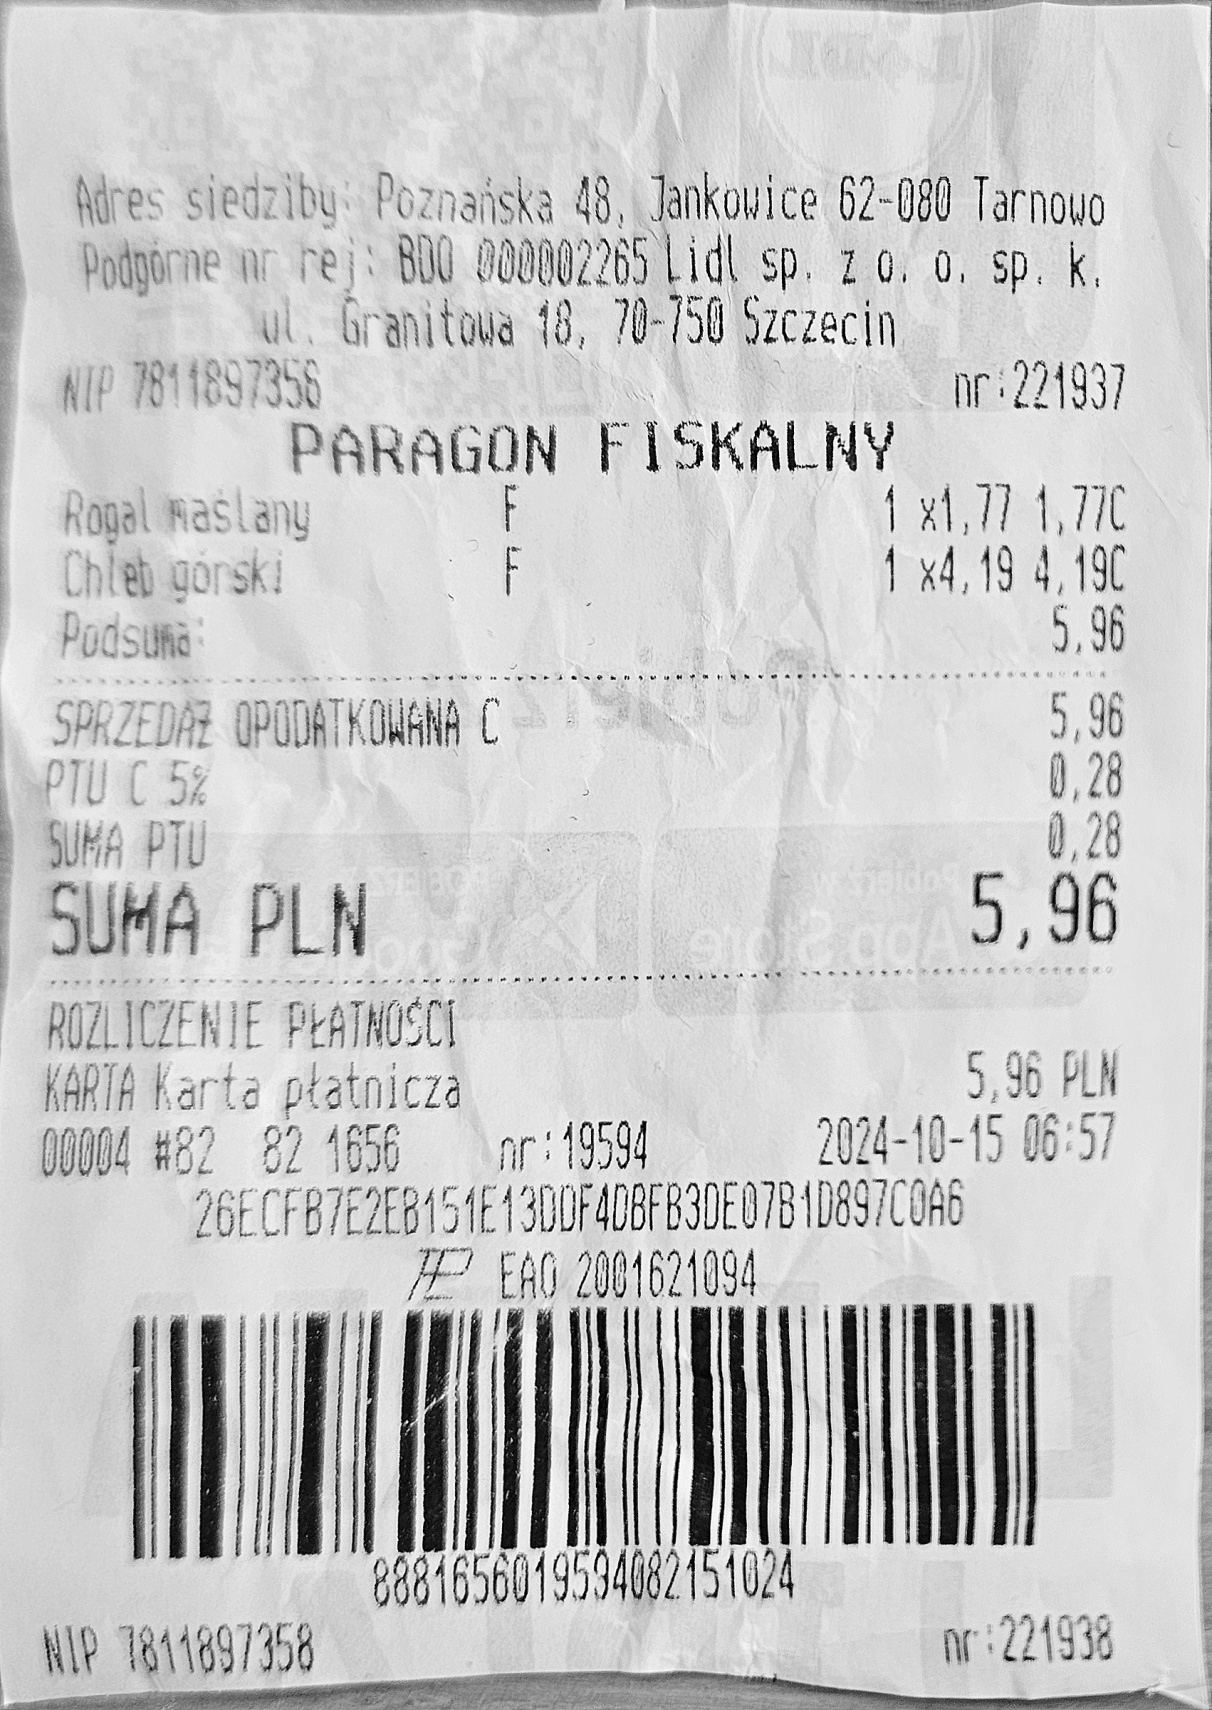 Adres siedziby: Poznańska 48, Jankowice 62-080 Tarnowo
Podgórne nr rej: BDO 000002265 Lidl sp. z o. o. sp. k.
ul. Granitowa 18, 70-750 Szczecin
NIP 7811897358 nr:221937
PARAGON FISKALNY
Rogal maślany F 1 x1,77 1,77C
Chleb górski F 1 x4,19 4,19C
Podsuma: 5,96
SPRZEDAŻ OPODATKOWANA C 5,96
PTU C 5% 0,28
SUMA PTU 0,28
SUMA PLN 5,96
ROZLICZENIE PŁATNOŚCI
KARTA Karta płatnicza 5,96 PLN
00004 #82 82 1656 nr:19594 2024-10-15 06:57
26ECFB7E2EB151E13DDF4DBFB3DE07B1D897C0A6
EAO 2001621094
888165601959408215​1024
NIP 7811897358 nr:221938